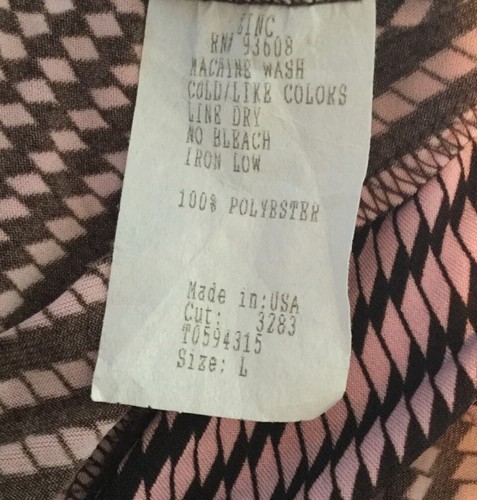 RN/ 93608
MACHINE WASH
COLD/LIKE COLORS
LINE DRY
NO BLEACH
IRON LOW
100% POLYESTER
Made in:USA
Cut: 3283
T0594315
Size: L